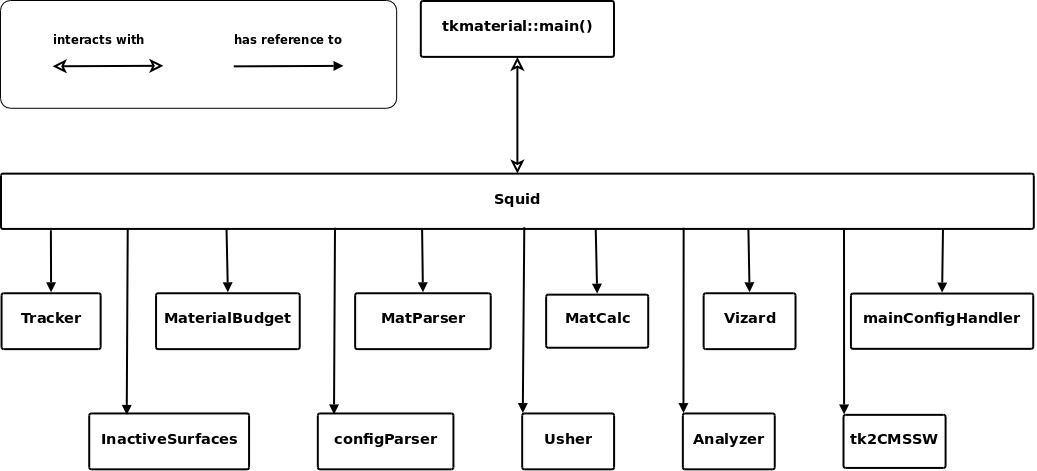 tkmaterial::main()
interacts with
has reference to
Squid
Tracker
MaterialBudget
MatParser
MatCalc
Vizard
mainConfigHandler
InactiveSurfaces
configParser
Usher
Analyzer
tk2CMSSW